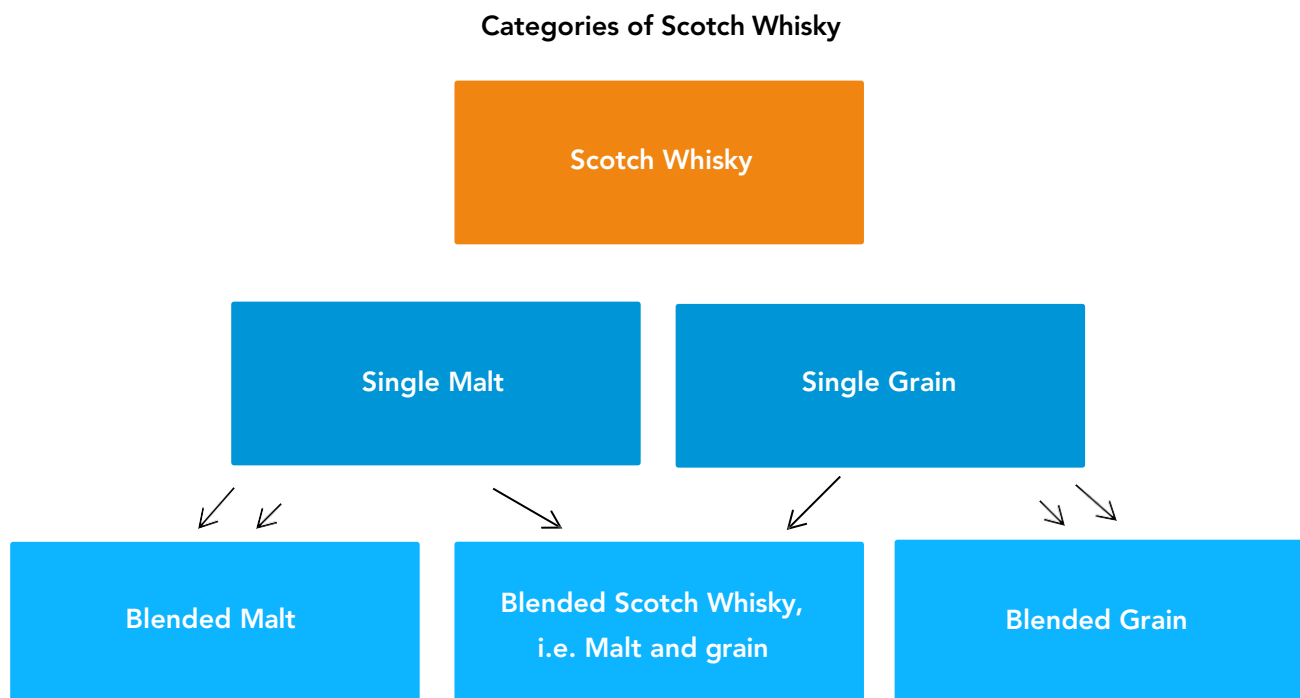 Categories of Scotch Whisky
Scotch Whisky
Single Malt
Single Grain
Blended Malt
Blended Scotch Whisky,
i.e. Malt and grain
Blended Grain